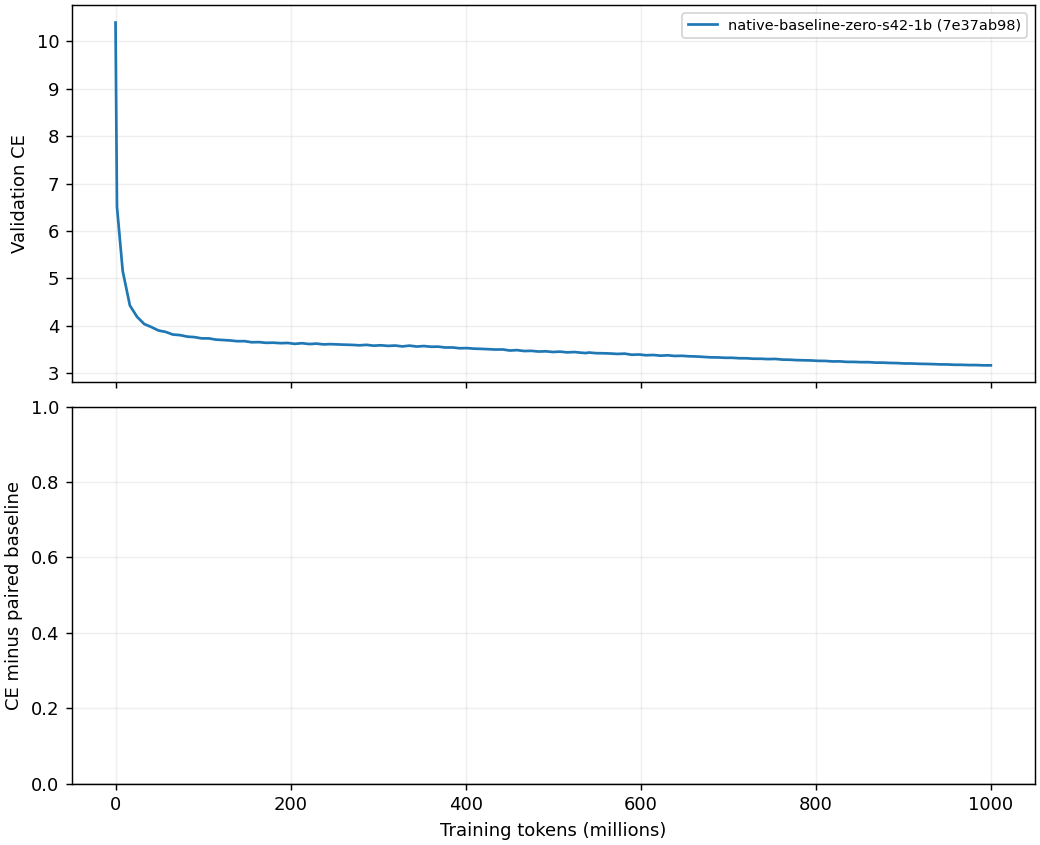 native-baseline-zero-s42-1b (7e37ab98)
Validation CE
10
9
8
7
6
5
4
3
CE minus paired baseline
1.0
0.8
0.6
0.4
0.2
0.0
0 200 400 600 800 1000
Training tokens (millions)